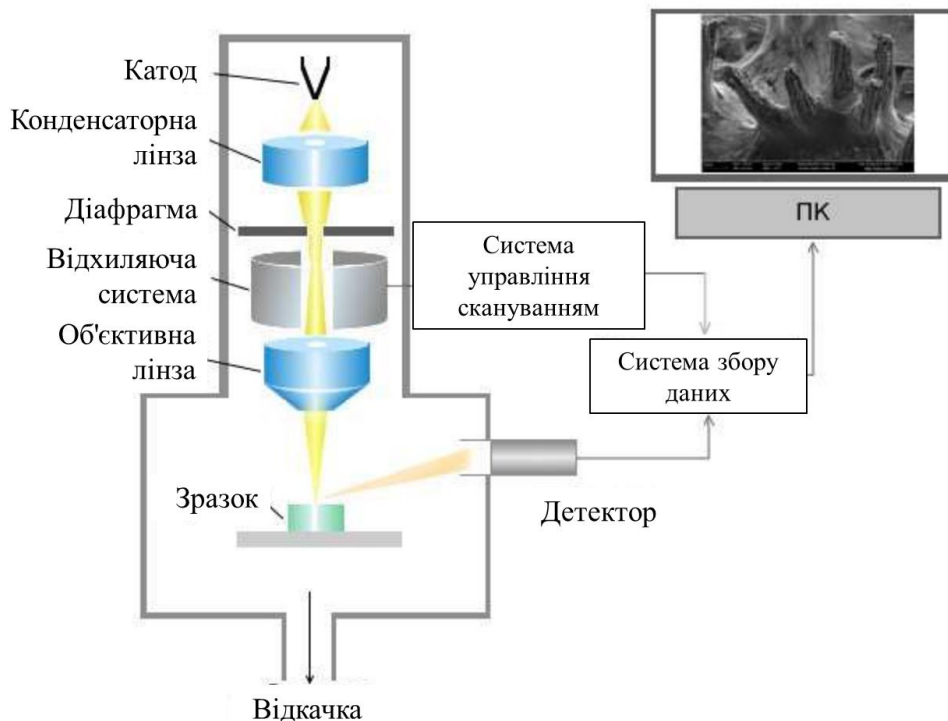 Катод
Конденсаторна
лінза
Діафрагма
Відхиляюча
система
Об'єктивна
лінза
Зразок
Відкачка
Система
управління
скануванням
Система збору
даних
Детектор
ПК